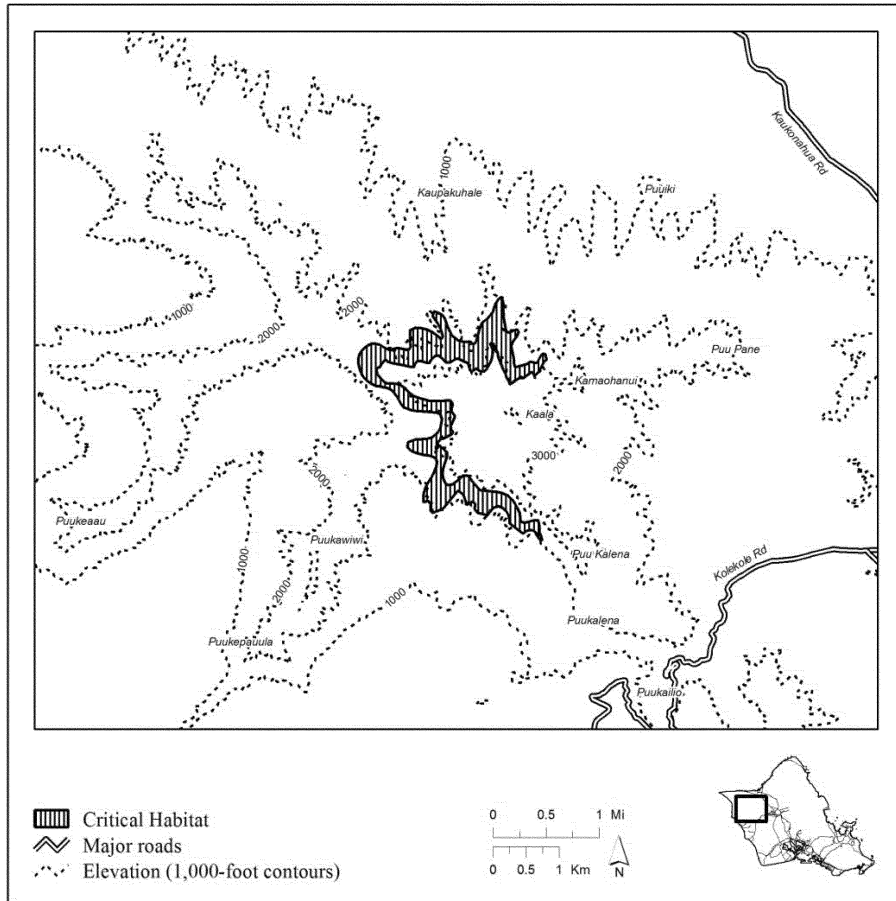 Kaukonahua Rd
1000
Kaupakuhale
Puuiki
1000
2000
2000
Puu Pane
Kamaohanui
Kaala
3000
2000
2000
Puukeaau
Puukawiwi
1000
2000
Puu Kalena
Kolekole Rd
1000
Puukalena
Puukepauula
Puukailio
Critical Habitat
Major roads
Elevation (1,000-foot contours)
0 0.5 1 Mi
0 0.5 1 Km
N